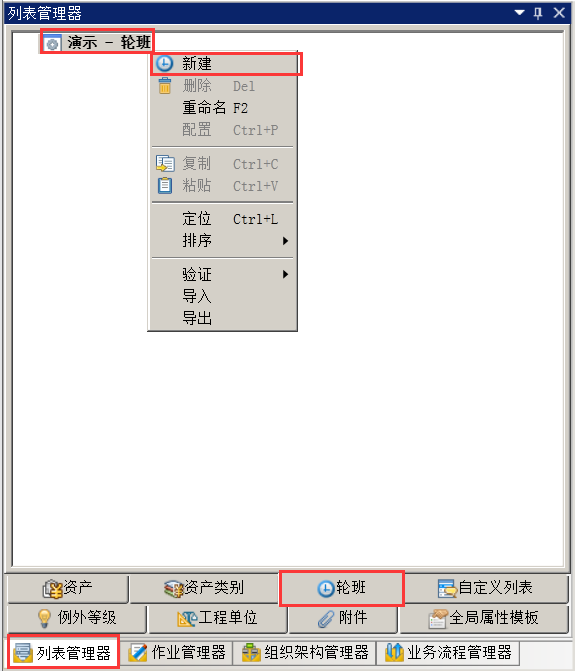 列表管理器
演示 - 轮班
新建
删除 Del
重命名 F2
配置 Ctrl+P
复制 Ctrl+C
粘贴 Ctrl+V
定位 Ctrl+L
排序
验证
导入
导出
资产 资产类别 轮班 自定义列表
例外等级 工程单位 附件 全局属性模板
列表管理器 作业管理器 组织架构管理器 业务流程管理器